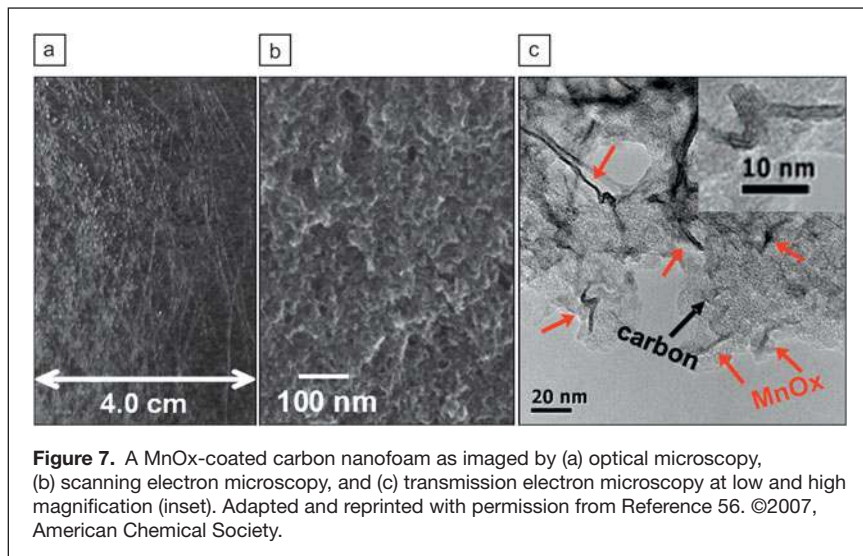 a
b
c
4.0 cm
100 nm
10 nm
carbon
MnOx
20 nm
Figure 7. A MnOx-coated carbon nanofoam as imaged by (a) optical microscopy,
(b) scanning electron microscopy, and (c) transmission electron microscopy at low and high
magnification (inset). Adapted and reprinted with permission from Reference 56. ©2007,
American Chemical Society.